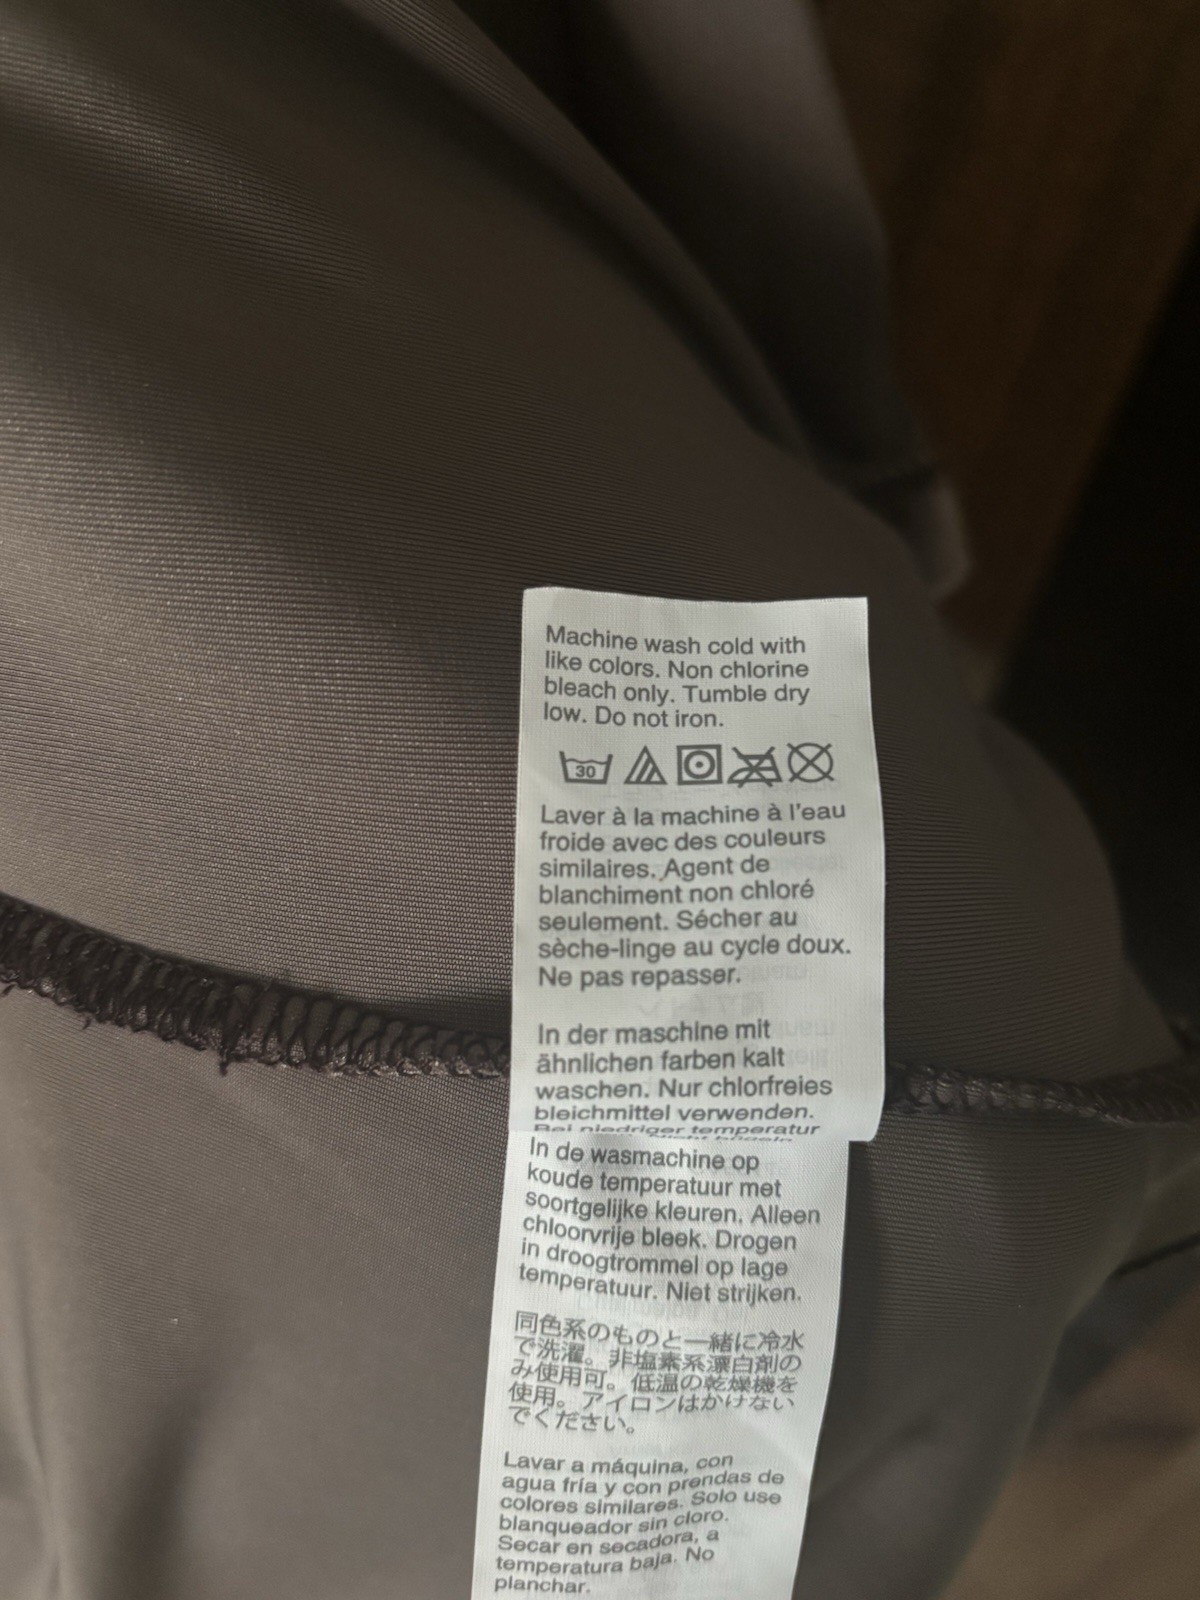 Machine wash cold with
like colors. Non chlorine
bleach only. Tumble dry
low. Do not iron.
30
Laver à la machine à l'eau
froide avec des couleurs
similaires. Agent de
blanchiment non chloré
seulement. Sécher au
sèche-linge au cycle doux.
Ne pas repasser.
In der maschine mit
ähnlichen farben kalt
waschen. Nur chlorfreies
bleichmittel verwenden.
Bei niedriger temperatur
In de wasmachine op
koude temperatuur met
soortgelijke kleuren. Alleen
chloorvrije bleek. Drogen
in droogtrommel op lage
temperatuur. Niet strijken.
同色系のものと一緒に冷水
で洗濯。非塩素系漂白剤の
み使用可。低温の乾燥機を
使用。アイロンはかけない
でください。
Lavar a máquina, con
agua fría y con prendas de
colores similares. Solo use
blanqueador sin cloro.
Secar en secadora, a
temperatura baja. No
planchar.